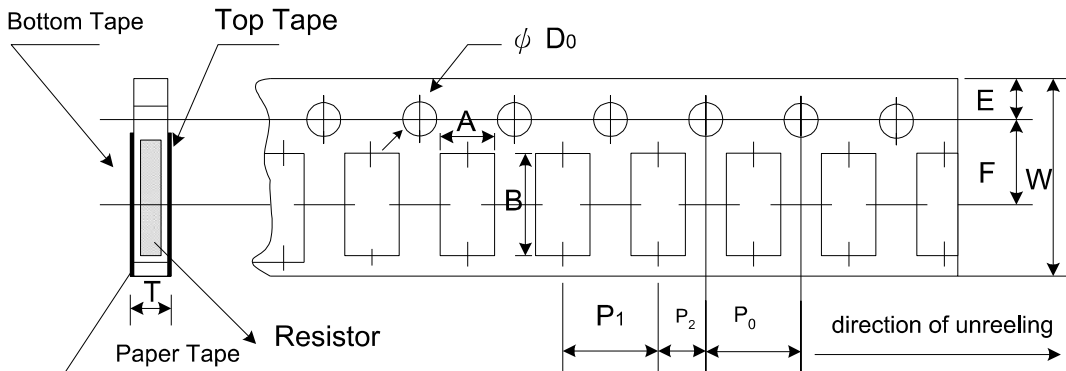 Bottom Tape
Top Tape
ϕ D0
E
A
F
W
B
T
P1
P2
P0
Resistor
direction of unreeling
Paper Tape